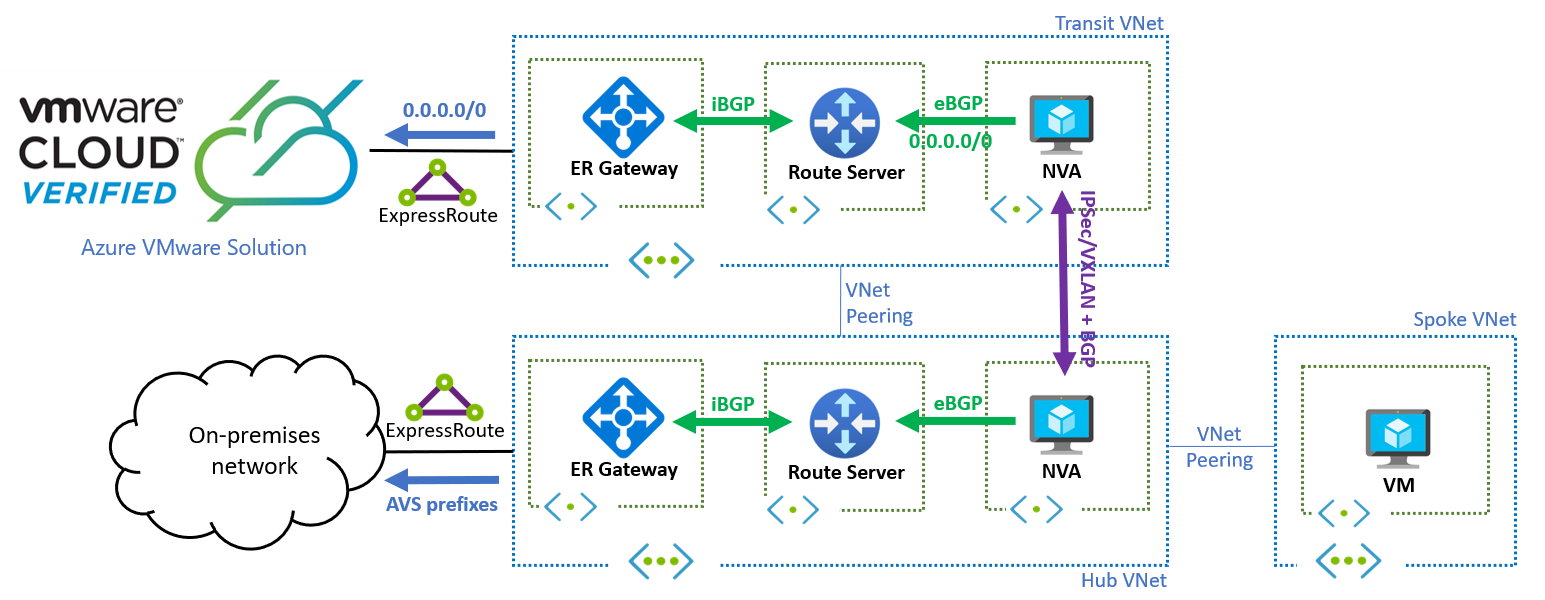 Transit VNet
vmware®
CLOUD™
VERIFIED
Azure VMware Solution
0.0.0.0/0
ExpressRoute
ER Gateway
iBGP
Route Server
eBGP
0.0.0.0/0
NVA
IPSec/VXLAN + BGP
VNet
Peering
On-premises
network
ExpressRoute
AVS prefixes
ER Gateway
iBGP
Route Server
eBGP
NVA
Hub VNet
VNet
Peering
Spoke VNet
VM